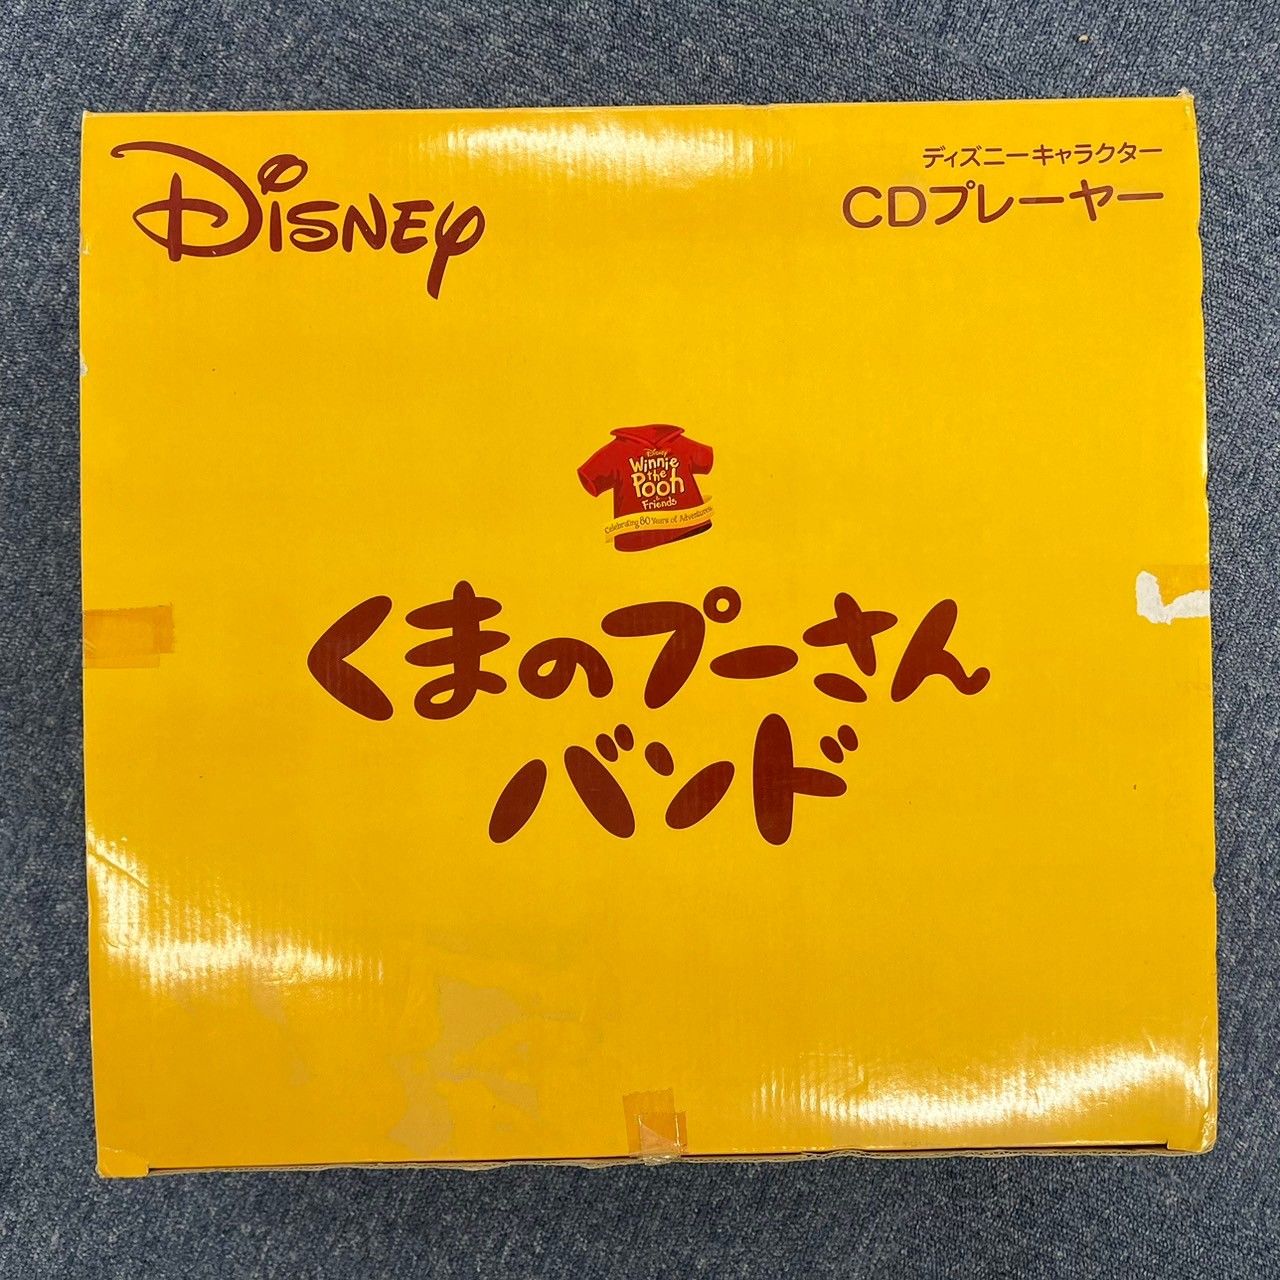 Disney
ディズニーキャラクター
CDプレーヤー
Disney
Winnie
the
Pooh
& Friends
Celebrating 80 Years of Adventures
くまのプーさん
バンド